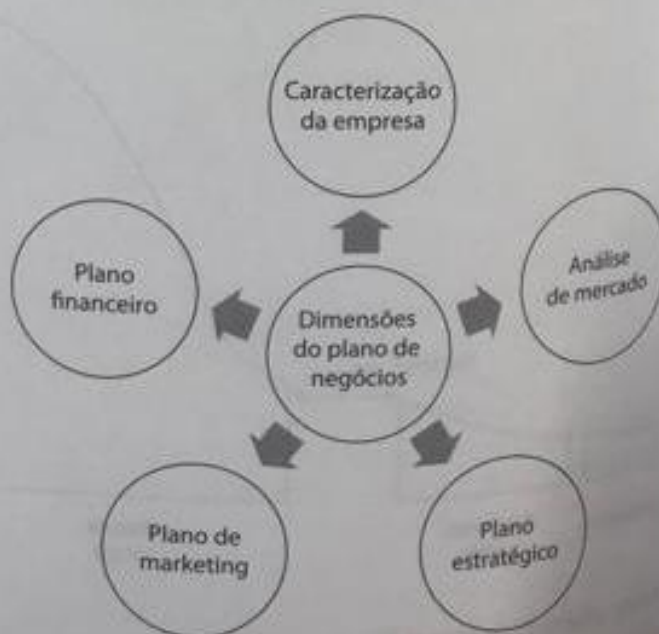 Caracterização
da empresa
Plano
financeiro
Análise
de mercado
Dimensões
do plano de
negócios
Plano de
marketing
Plano
estratégico